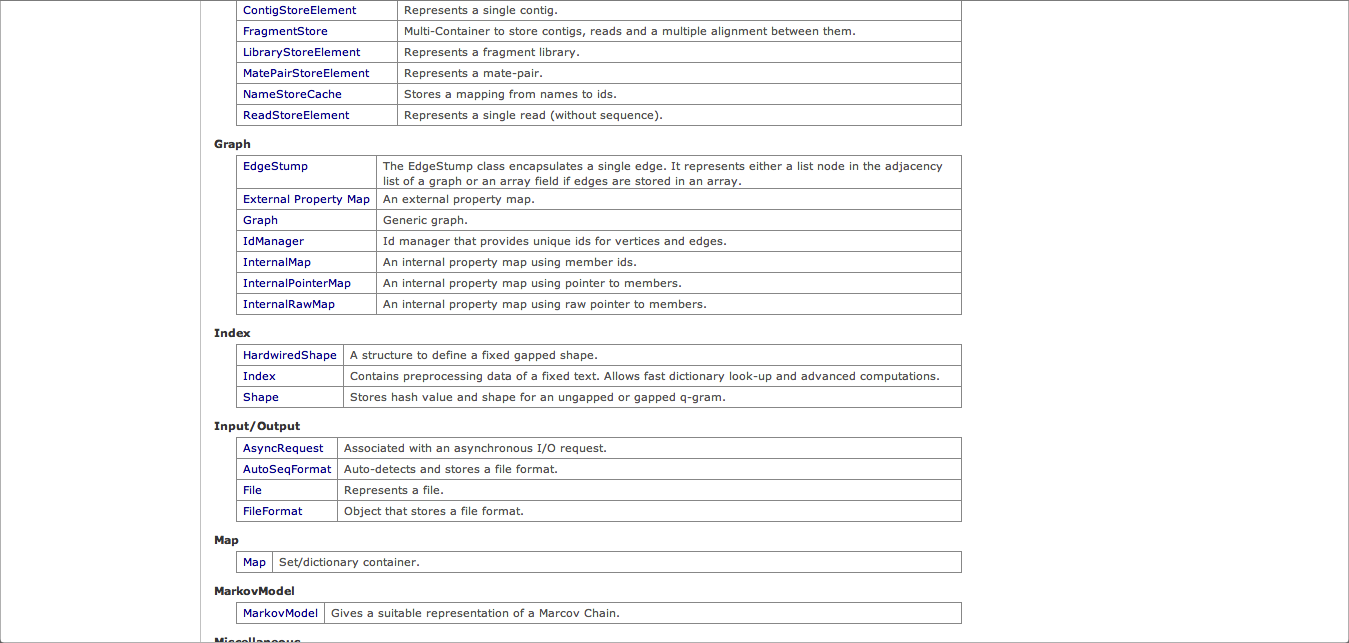 ContigStoreElement Represents a single contig.
FragmentStore Multi-Container to store contigs, reads and a multiple alignment between them.
LibraryStoreElement Represents a fragment library.
MatePairStoreElement Represents a mate-pair.
NameStoreCache Stores a mapping from names to ids.
ReadStoreElement Represents a single read (without sequence).
Graph
EdgeStump The EdgeStump class encapsulates a single edge. It represents either a list node in the adjacency
list of a graph or an array field if edges are stored in an array.
External Property Map An external property map.
Graph Generic graph.
IdManager Id manager that provides unique ids for vertices and edges.
InternalMap An internal property map using member ids.
InternalPointerMap An internal property map using pointer to members.
InternalRawMap An internal property map using raw pointer to members.
Index
HardwiredShape A structure to define a fixed gapped shape.
Index Contains preprocessing data of a fixed text. Allows fast dictionary look-up and advanced computations.
Shape Stores hash value and shape for an ungapped or gapped q-gram.
Input/Output
AsyncRequest Associated with an asynchronous I/O request.
AutoSeqFormat Auto-detects and stores a file format.
File Represents a file.
FileFormat Object that stores a file format.
Map
Map Set/dictionary container.
MarkovModel
MarkovModel Gives a suitable representation of a Marcov Chain.
Miscellaneous